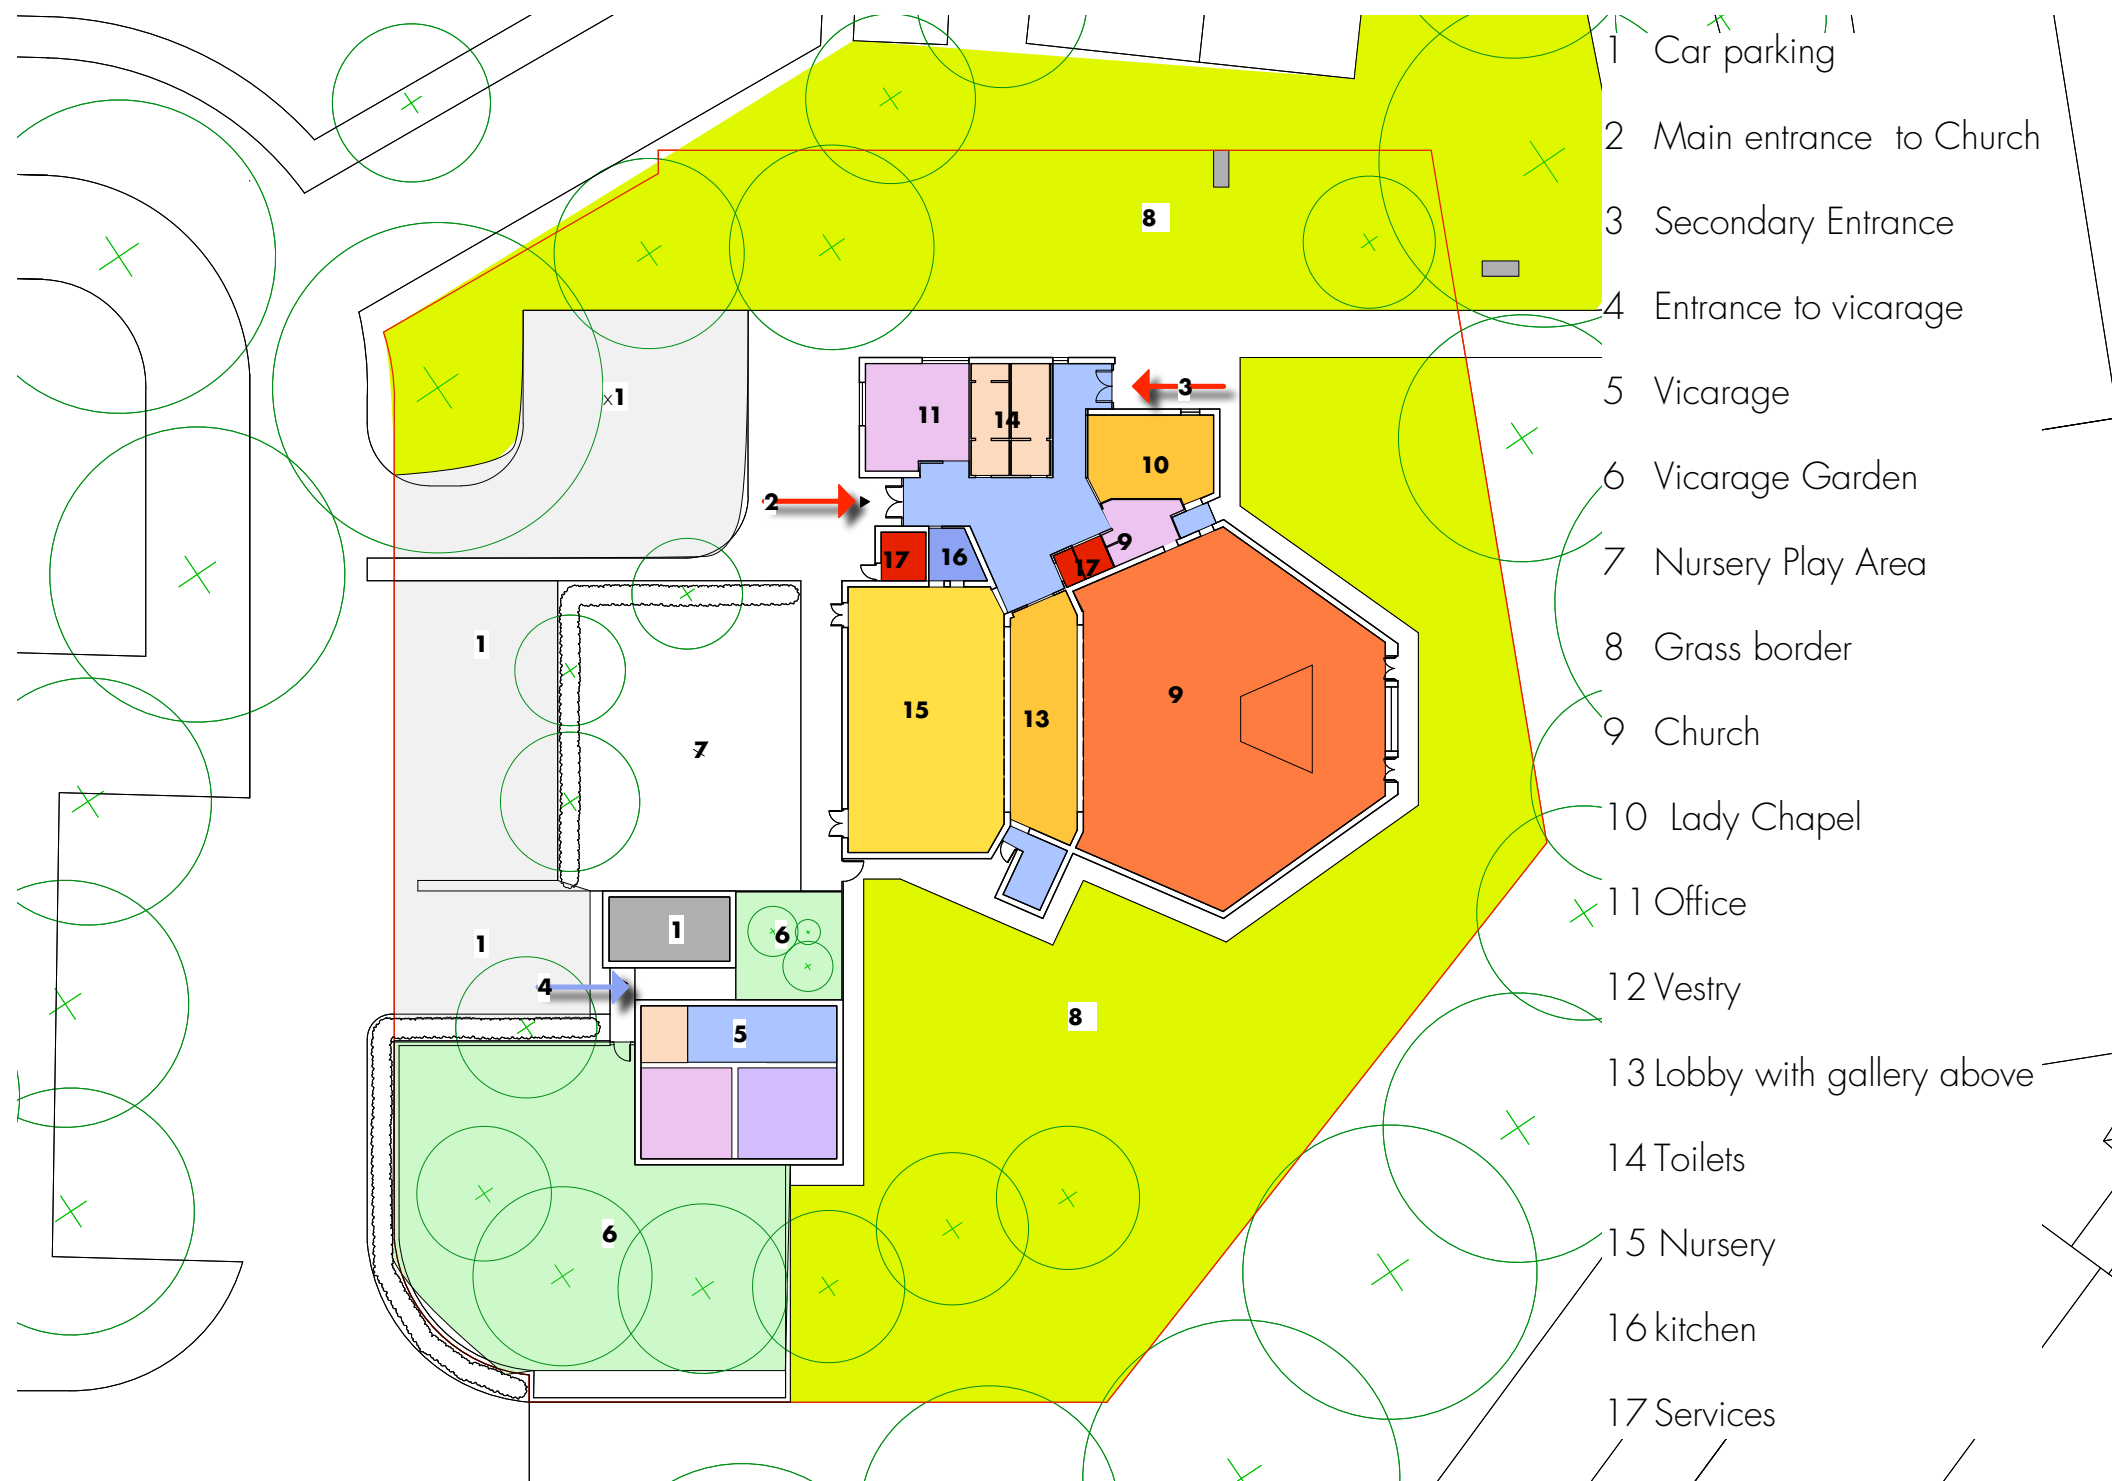 1 Car parking
2 Main entrance to Church
3 Secondary Entrance
4 Entrance to vicarage
5 Vicarage
6 Vicarage Garden
7 Nursery Play Area
8 Grass border
9 Church
10 Lady Chapel
11 Office
12 Vestry
13 Lobby with gallery above
14 Toilets
15 Nursery
16 kitchen
17 Services
8
x1
3
11
14
10
2
9
17
16
17
1
9
15
13
7
1
6
1
4
8
5
6